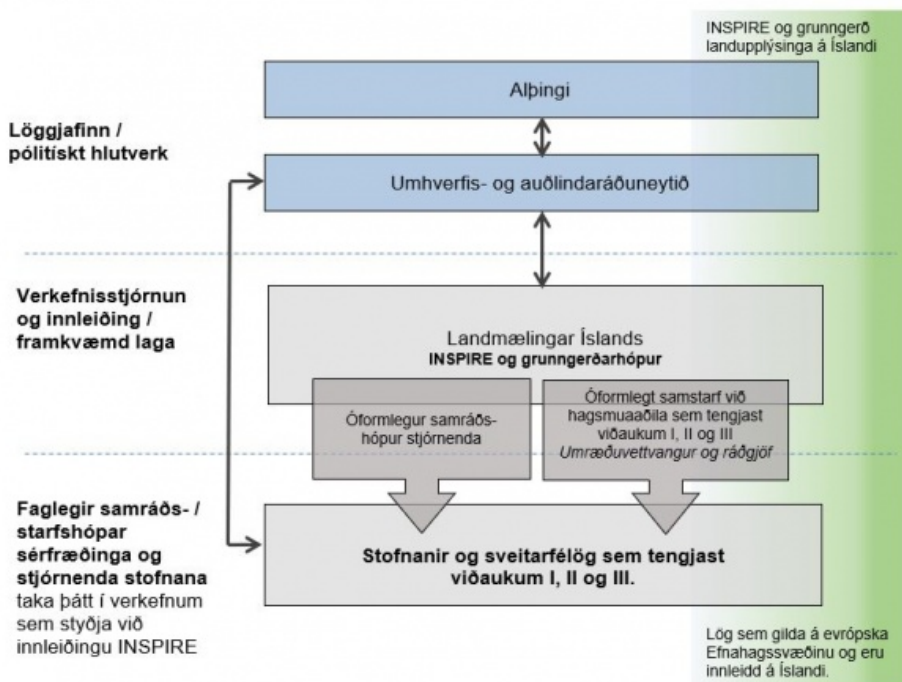 INSPIRE og grunngerð
landupplýsinga á Íslandi
Alþingi
Löggjafinn /
pólitískt hlutverk
Umhverfis- og auðlindaráðuneytið
Verkefnisstjórnun
og innleiðing /
framkvæmd laga
Landmælingar Íslands
INSPIRE og grunngerðarhópur
Óformlegur samráðs-
hópur stjórnenda
Óformlegt samstarf við
hagsmuaaðila sem tengjast
viðaukum I, II og III
Umræðuvettvangur og ráðgjöf
Faglegir samráðs- /
starfshópar
sérfræðinga og
stjórnenda stofnana
taka þátt í verkefnum
sem styðja við
innleiðingu INSPIRE
Stofnanir og sveitarfélög sem tengjast
viðaukum I, II og III.
Lög sem gilda á evrópska
Efnahagssvæðinu og eru
innleidd á Íslandi.